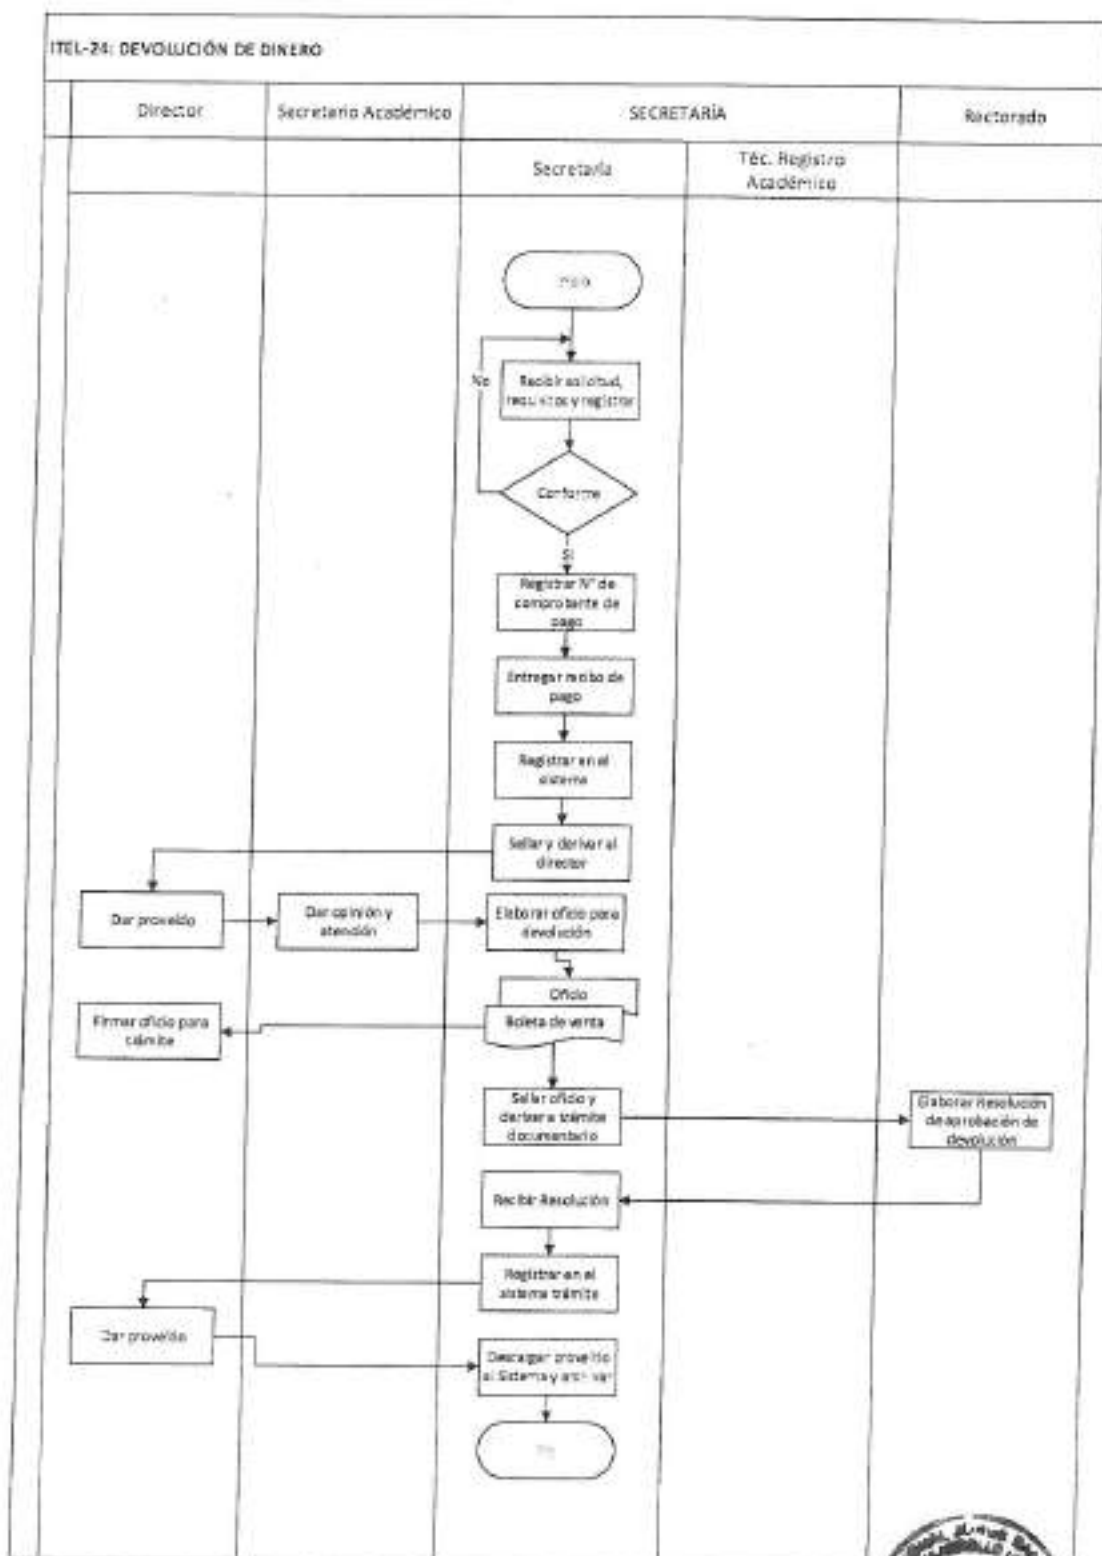 ITEL-24: DEVOLUCIÓN DE DINERO
Director
Secretario Académico
SECRETARÍA
Rectorado
Secretaría
Téc. Registro
Académico
Inicio
No
Recibir solicitud,
requisitos y registrar
Conforme
SI
Registrar N° de
comprobante de
pago
Entregar recibo de
pago
Registrar en el
sistema
Sellar y derivar al
director
Dar proveído
Dar opinión y
atención
Elaborar oficio para
devolución
Oficio
Firmar oficio para
trámite
Boleta de venta
Sellar oficio y
derivar a trámite
documentario
Elaborar Resolución
de aprobación de
devolución
Recibir Resolución
Registrar en el
sistema trámite
Dar proveído
Descargar proveído
al Sistema y archivar
Fin